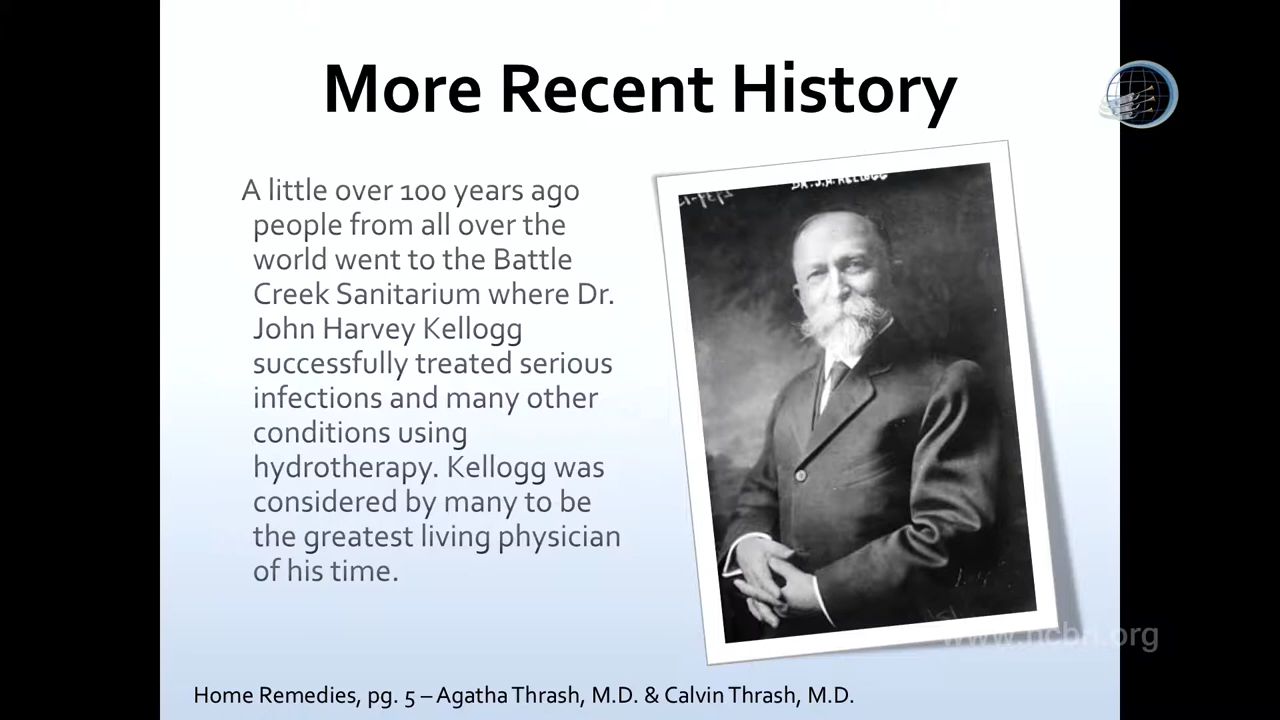 More Recent History
A little over 100 years ago
people from all over the
world went to the Battle
Creek Sanitarium where Dr.
John Harvey Kellogg
successfully treated serious
infections and many other
conditions using
hydrotherapy. Kellogg was
considered by many to be
the greatest living physician
of his time.
DR. J.H. KELLOGG
www.hcbn.org
Home Remedies, pg. 5 – Agatha Thrash, M.D. & Calvin Thrash, M.D.